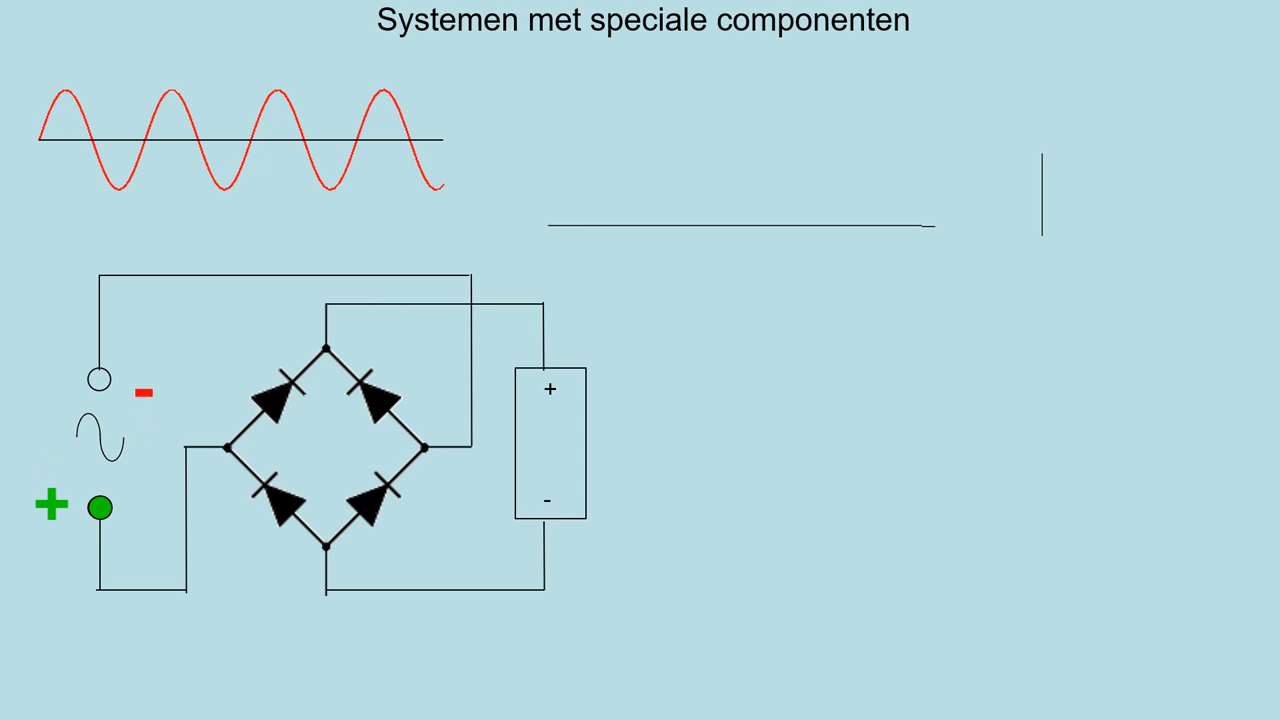 Systemen met speciale componenten
-
+
+
-